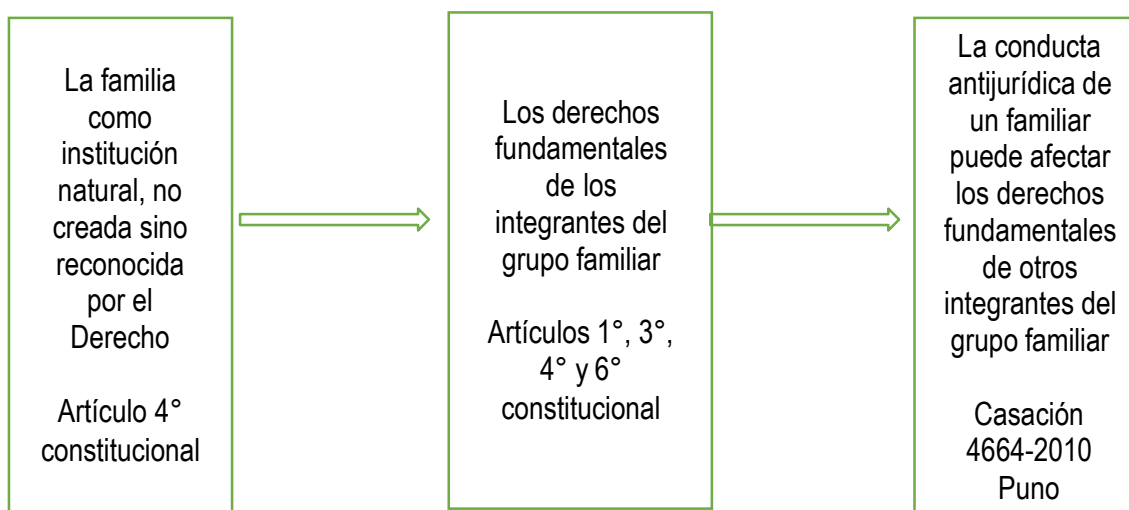 La familia
como
institución
natural, no
creada sino
reconocida
por el
Derecho
Artículo 4°
constitucional
Los derechos
fundamentales
de los
integrantes del
grupo familiar
Artículos 1°, 3°,
4° y 6°
constitucional
La conducta
antijurídica de
un familiar
puede afectar
los derechos
fundamentales
de otros
integrantes del
grupo familiar
Casación
4664-2010
Puno